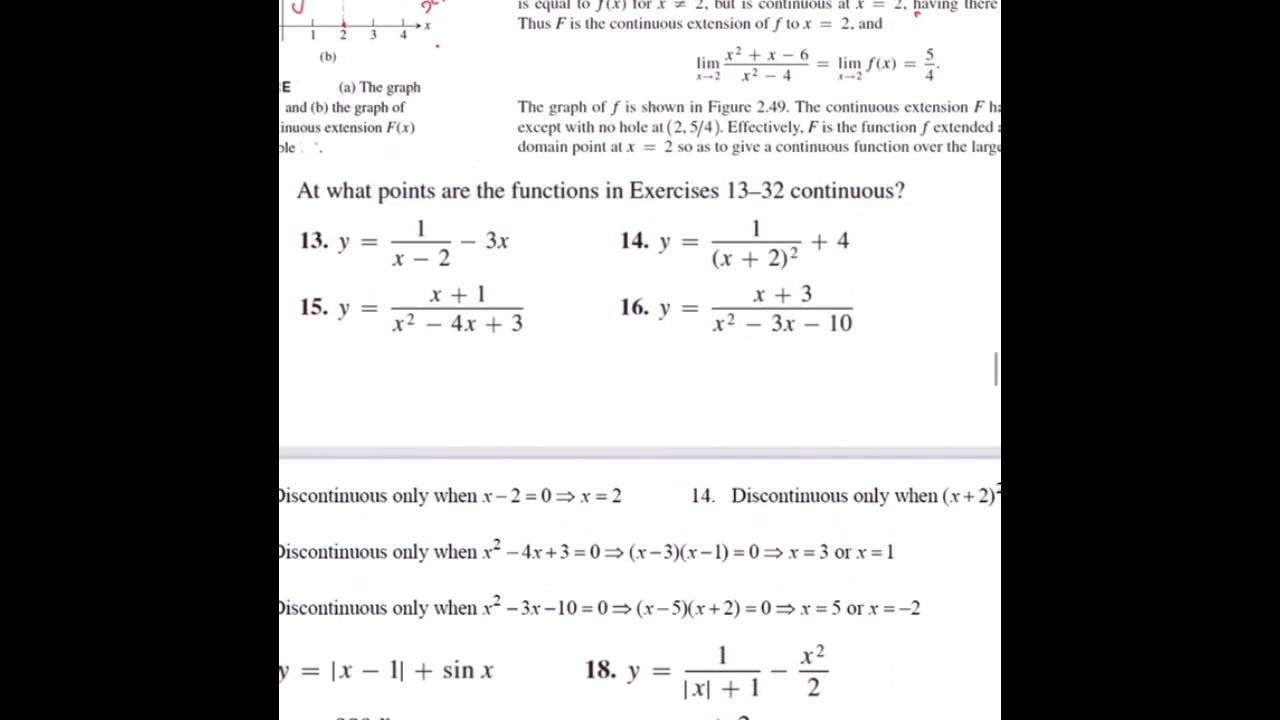 is equal to f(x) for x ≠ 2, but is continuous at x = 2, having there
Thus F is the continuous extension of f to x = 2, and
1 2 3 4 x
(b)
lim x→2 (x² + x − 6)/(x² − 4) = lim x→2 f(x) = 5/4.
E (a) The graph
and (b) the graph of
inuous extension F(x)
The graph of f is shown in Figure 2.49. The continuous extension F h
except with no hole at (2, 5/4). Effectively, F is the function f extended
domain point at x = 2 so as to give a continuous function over the large
At what points are the functions in Exercises 13–32 continuous?
13. y = 1/(x − 2) − 3x
14. y = 1/(x + 2)² + 4
15. y = (x + 1)/(x² − 4x + 3)
16. y = (x + 3)/(x² − 3x − 10)
Discontinuous only when x − 2 = 0 ⇒ x = 2
14. Discontinuous only when (x + 2)²
Discontinuous only when x² − 4x + 3 = 0 ⇒ (x − 3)(x − 1) = 0 ⇒ x = 3 or x = 1
Discontinuous only when x² − 3x − 10 = 0 ⇒ (x − 5)(x + 2) = 0 ⇒ x = 5 or x = −2
y = |x − 1| + sin x
18. y = 1/(|x| + 1) − x²/2